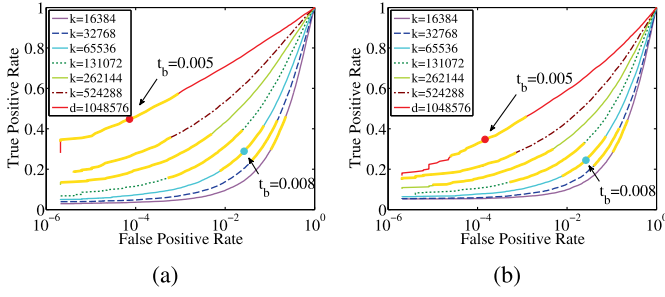 1
0.8
0.6
0.4
0.2
0
True Positive Rate
k=16384
k=32768
k=65536
k=131072
k=262144
k=524288
d=1048576
t_b=0.005
t_b=0.008
10^-6
10^-4
10^-2
10^0
False Positive Rate
(a)
1
0.8
0.6
0.4
0.2
0
True Positive Rate
k=16384
k=32768
k=65536
k=131072
k=262144
k=524288
d=1048576
t_b=0.005
t_b=0.008
10^-6
10^-4
10^-2
10^0
False Positive Rate
(b)